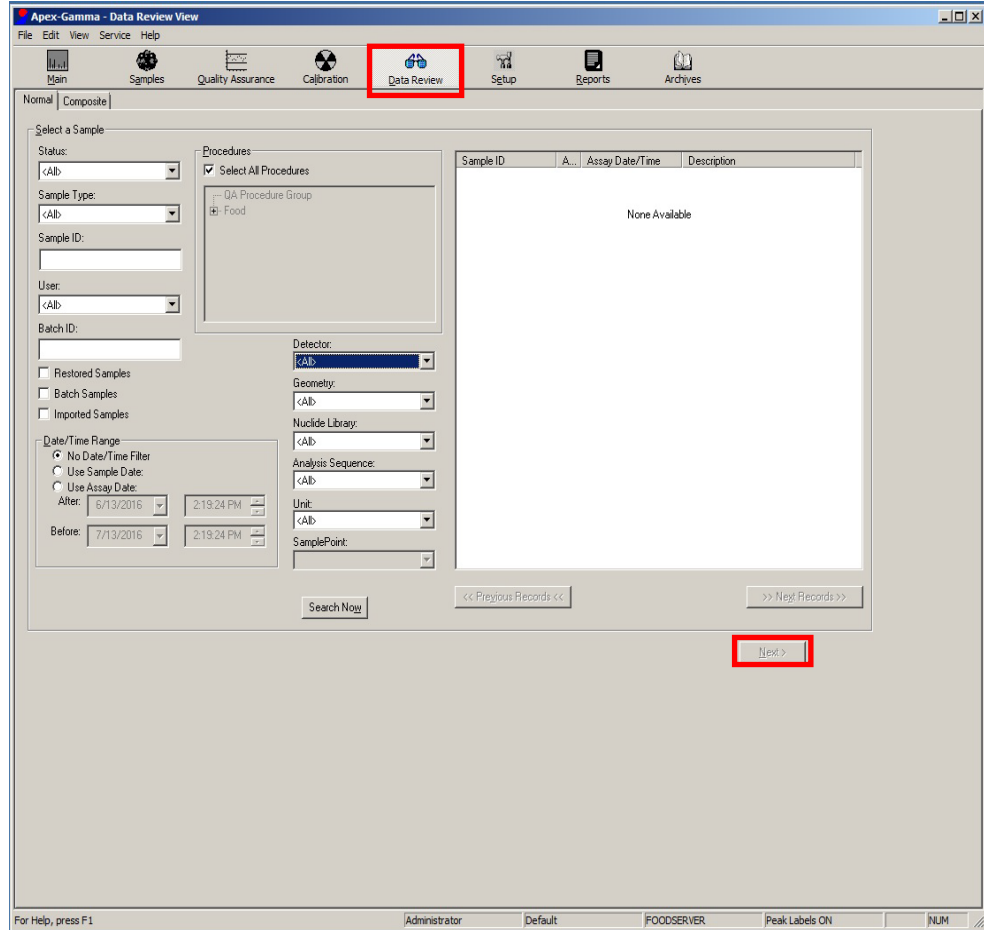 Apex-Gamma - Data Review View
File Edit View Service Help
Main Samples Quality Assurance Calibration Data Review Setup Reports Archives
Normal Composite
Select a Sample
Status:
<All>
Sample Type:
<All>
Sample ID:
User:
<All>
Batch ID:
Restored Samples
Batch Samples
Imported Samples
Date/Time Range
No Date/Time Filter
Use Sample Date:
Use Assay Date:
After: 6/13/2016 2:19:24 PM
Before: 7/13/2016 2:19:24 PM
Procedures
Select All Procedures
QA Procedure Group
Food
Detector:
<All>
Geometry:
<All>
Nuclide Library:
<All>
Analysis Sequence:
<All>
Unit:
<All>
SamplePoint:
Search Now
Sample ID A... Assay Date/Time Description
None Available
<< Previous Records << >> Next Records >>
Next >
For Help, press F1 Administrator Default FOODSERVER Peak Labels ON NUM